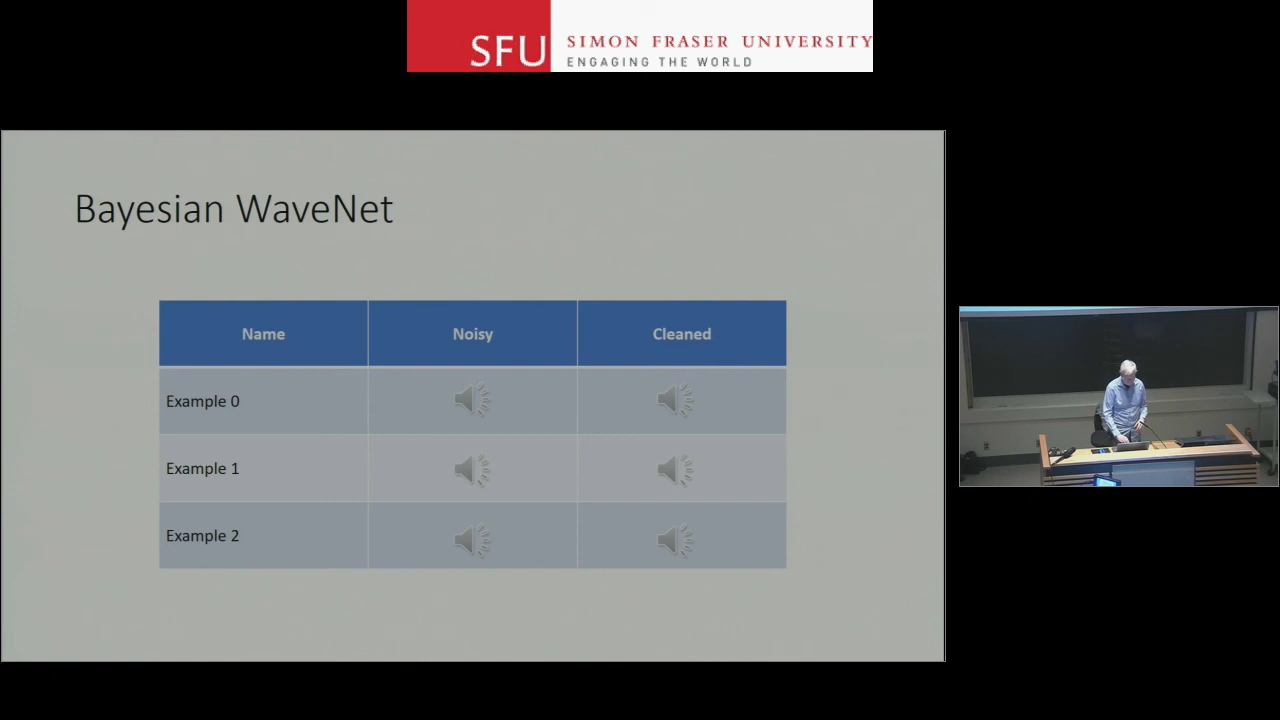 SFU
SIMON FRASER UNIVERSITY
ENGAGING THE WORLD
Bayesian WaveNet
Name Noisy Cleaned
Example 0
Example 1
Example 2